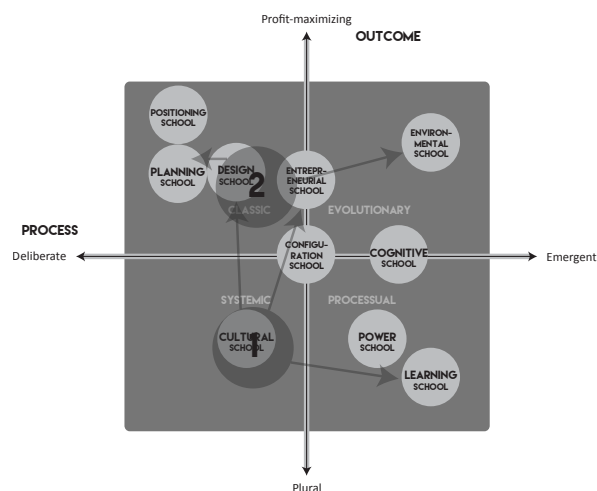 Profit-maximizing
OUTCOME
POSITIONING
SCHOOL
ENVIRON-
MENTAL
SCHOOL
PLANNING
SCHOOL
DESIGN
SCHOOL
2
ENTREPR-
ENEURIAL
SCHOOL
CLASSIC
EVOLUTIONARY
PROCESS
Deliberate
CONFIGU-
RATION
SCHOOL
COGNITIVE
SCHOOL
Emergent
SYSTEMIC
PROCESSUAL
CULTURAL
SCHOOL
1
POWER
SCHOOL
LEARNING
SCHOOL
Plural